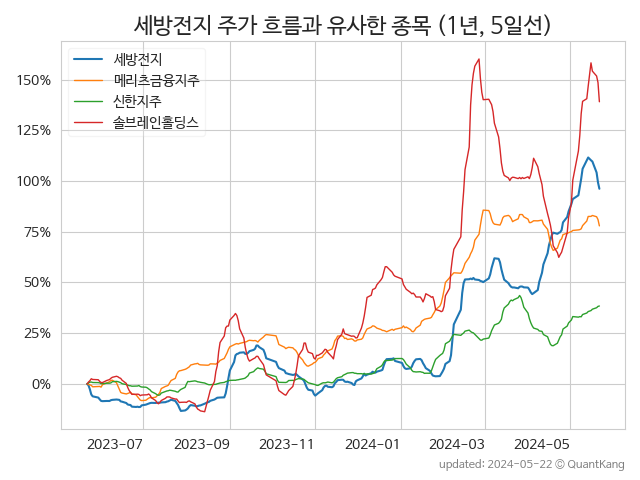 세방전지 주가 흐름과 유사한 종목 (1년, 5일선)
세방전지
메리츠금융지주
신한지주
솔브레인홀딩스
150%
125%
100%
75%
50%
25%
0%
2023-07 2023-09 2023-11 2024-01 2024-03 2024-05
updated: 2024-05-22 © QuantKang